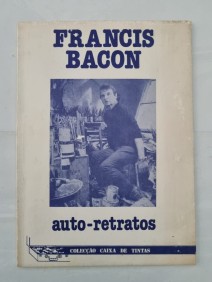 FRANCIS
BACON
auto-retratos
COLECÇÃO CAIXA DE TINTAS